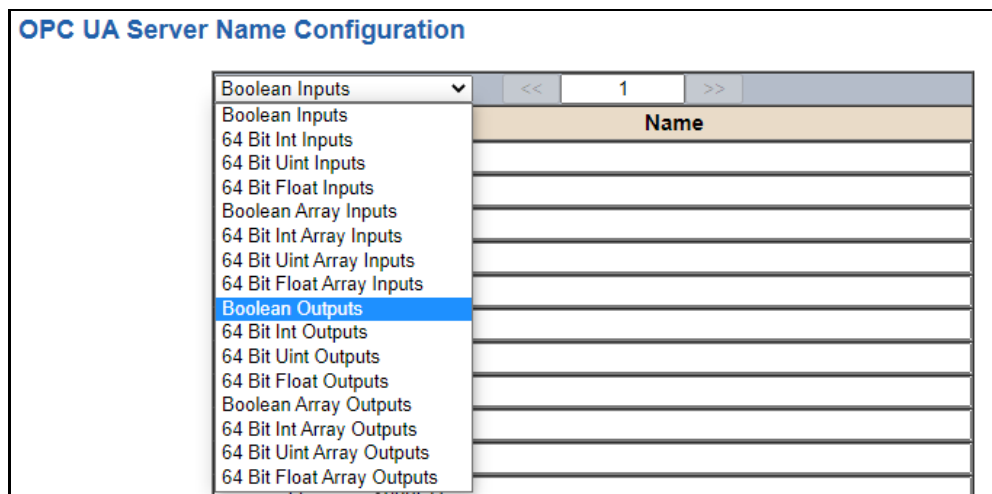 OPC UA Server Name Configuration
Boolean Inputs << 1 >>
Boolean Inputs
Name
64 Bit Int Inputs
64 Bit Uint Inputs
64 Bit Float Inputs
Boolean Array Inputs
64 Bit Int Array Inputs
64 Bit Uint Array Inputs
64 Bit Float Array Inputs
Boolean Outputs
64 Bit Int Outputs
64 Bit Uint Outputs
64 Bit Float Outputs
Boolean Array Outputs
64 Bit Int Array Outputs
64 Bit Uint Array Outputs
64 Bit Float Array Outputs